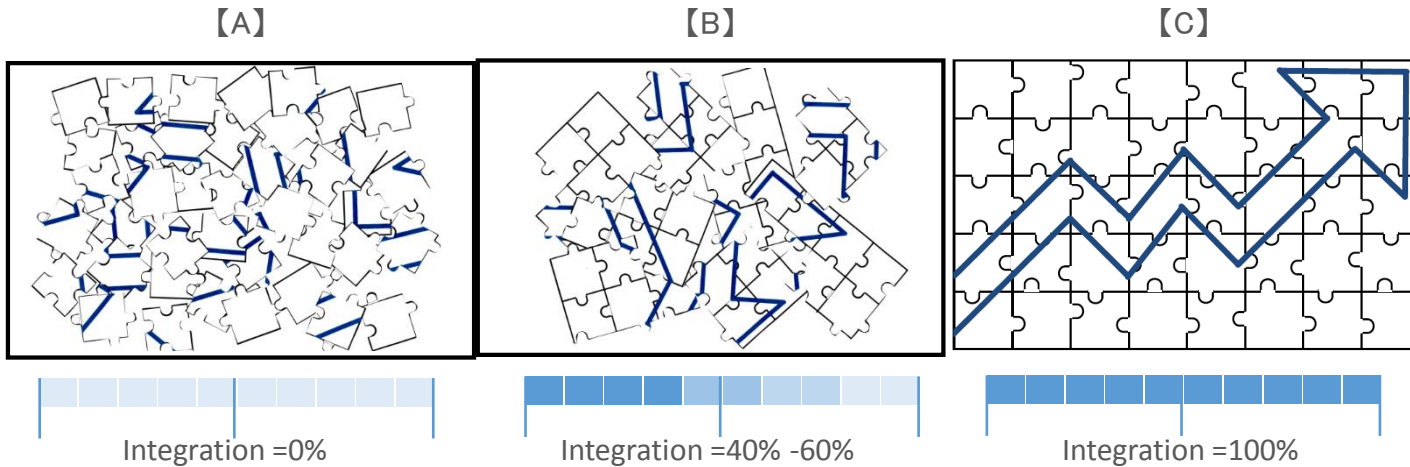 【A】
【B】
【C】
Integration =0%
Integration =40% -60%
Integration =100%